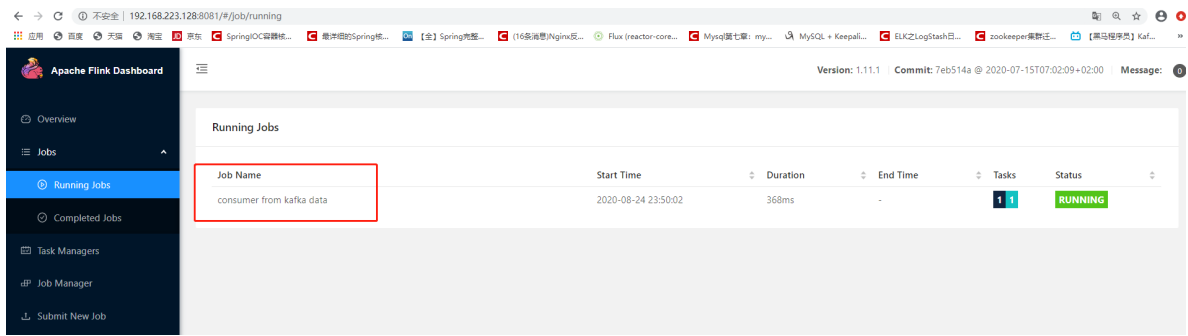 不安全 | 192.168.223.128:8081/#/job/running
应用 百度 天猫 淘宝 京东 SpringIOC容器核... 最详细的Spring核... 【全】Spring完整... (16条消息)Nginx反... Flux (reactor-core... Mysql第七章：my... MySQL + Keepali... ELK之LogStash日... zookeeper集群迁... 【黑马程序员】Kaf... »
Apache Flink Dashboard
Version: 1.11.1 Commit: 7eb514a @ 2020-07-15T07:02:09+02:00 Message: 0
Overview
Jobs
Running Jobs
Completed Jobs
Task Managers
Job Manager
Submit New Job
Running Jobs
Job Name Start Time Duration End Time Tasks Status
consumer from kafka data 2020-08-24 23:50:02 368ms - 1 1 RUNNING